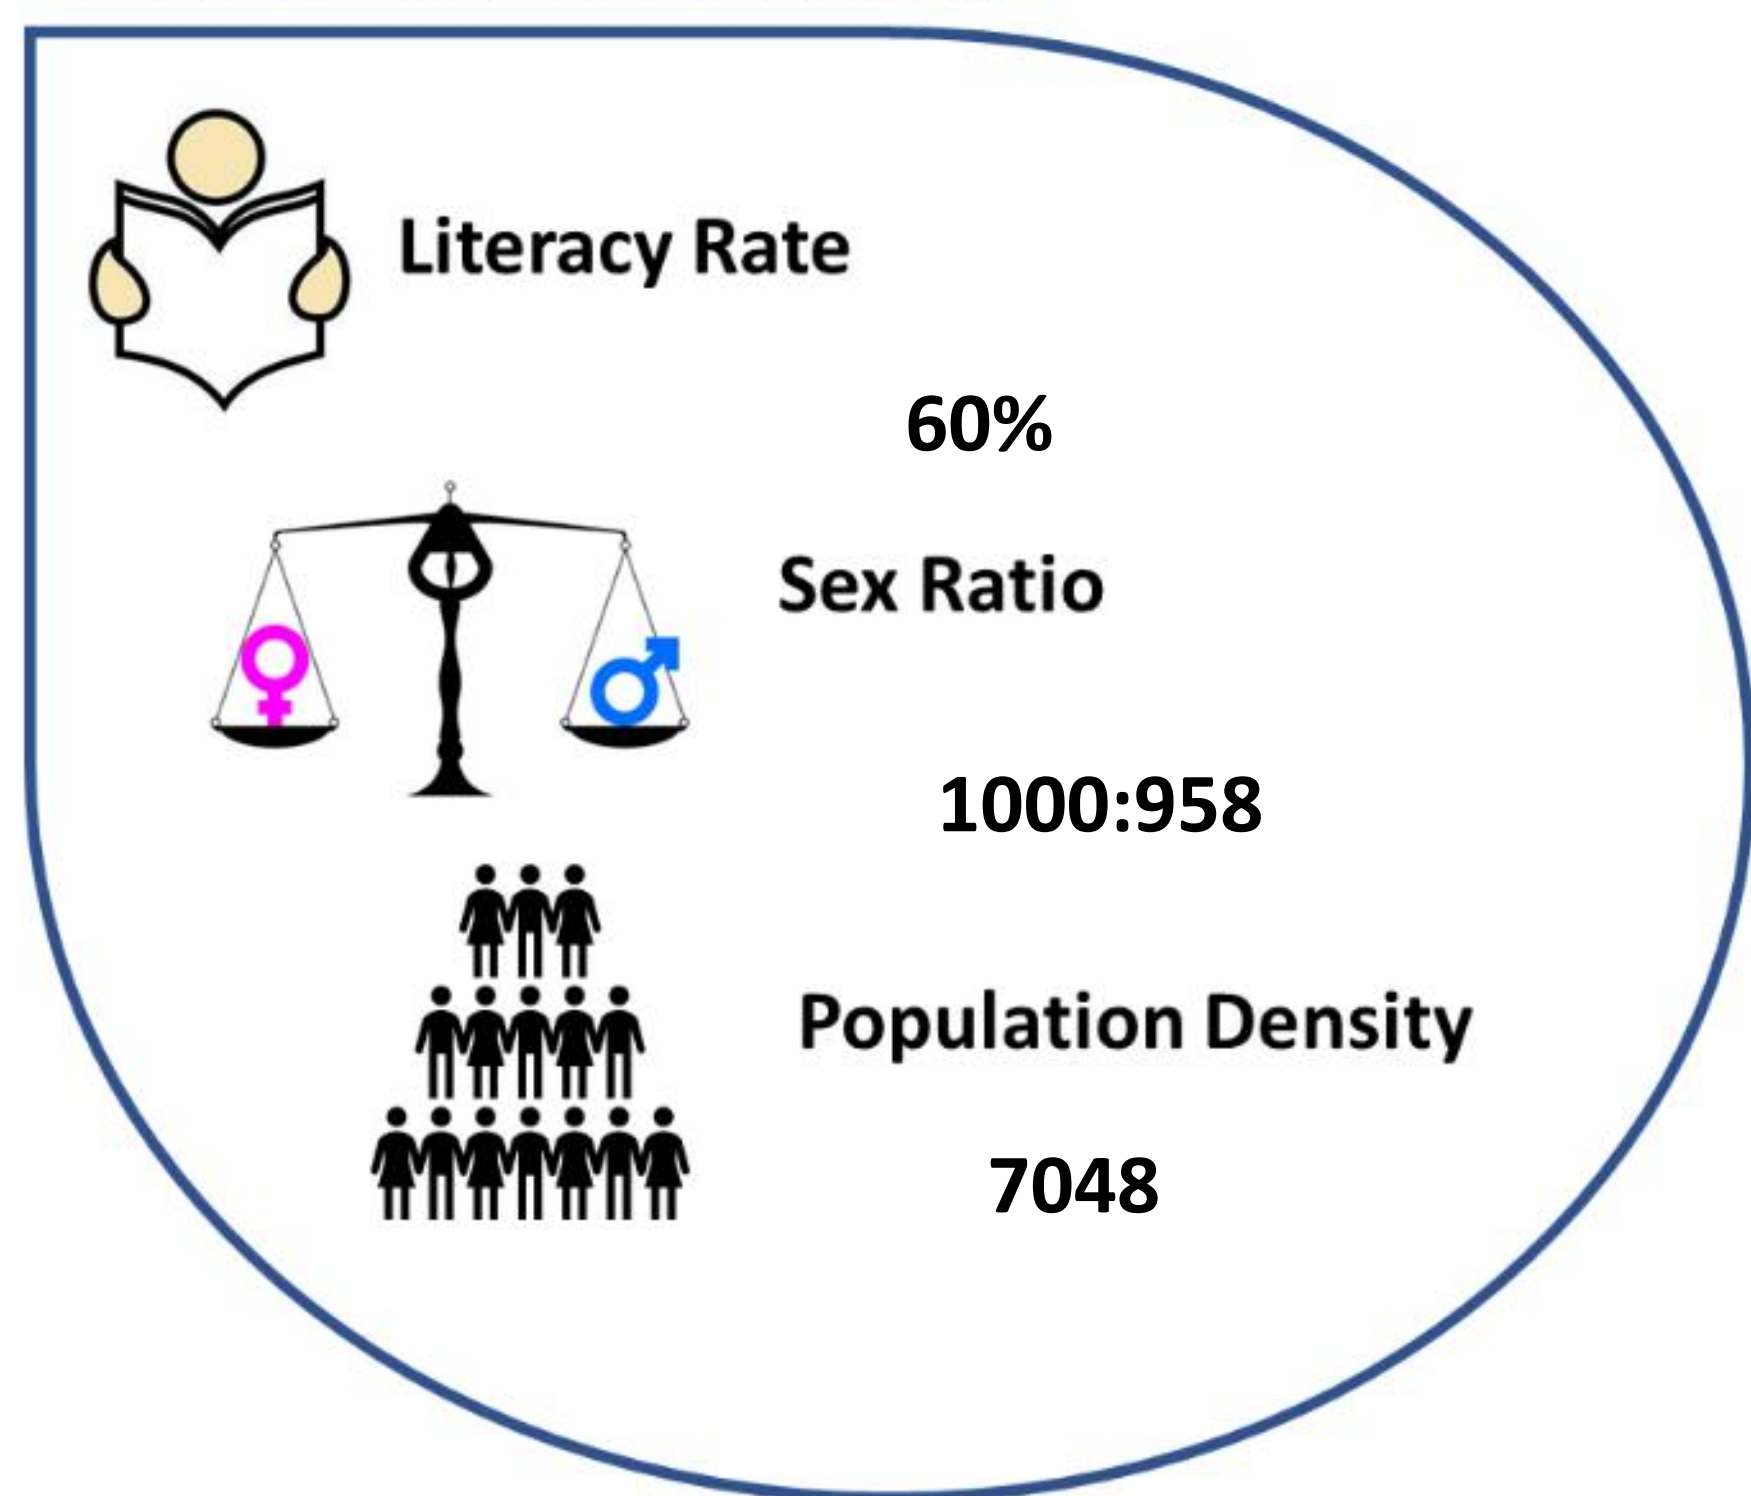 Literacy Rate
60%
Sex Ratio
1000:958
Population Density
7048